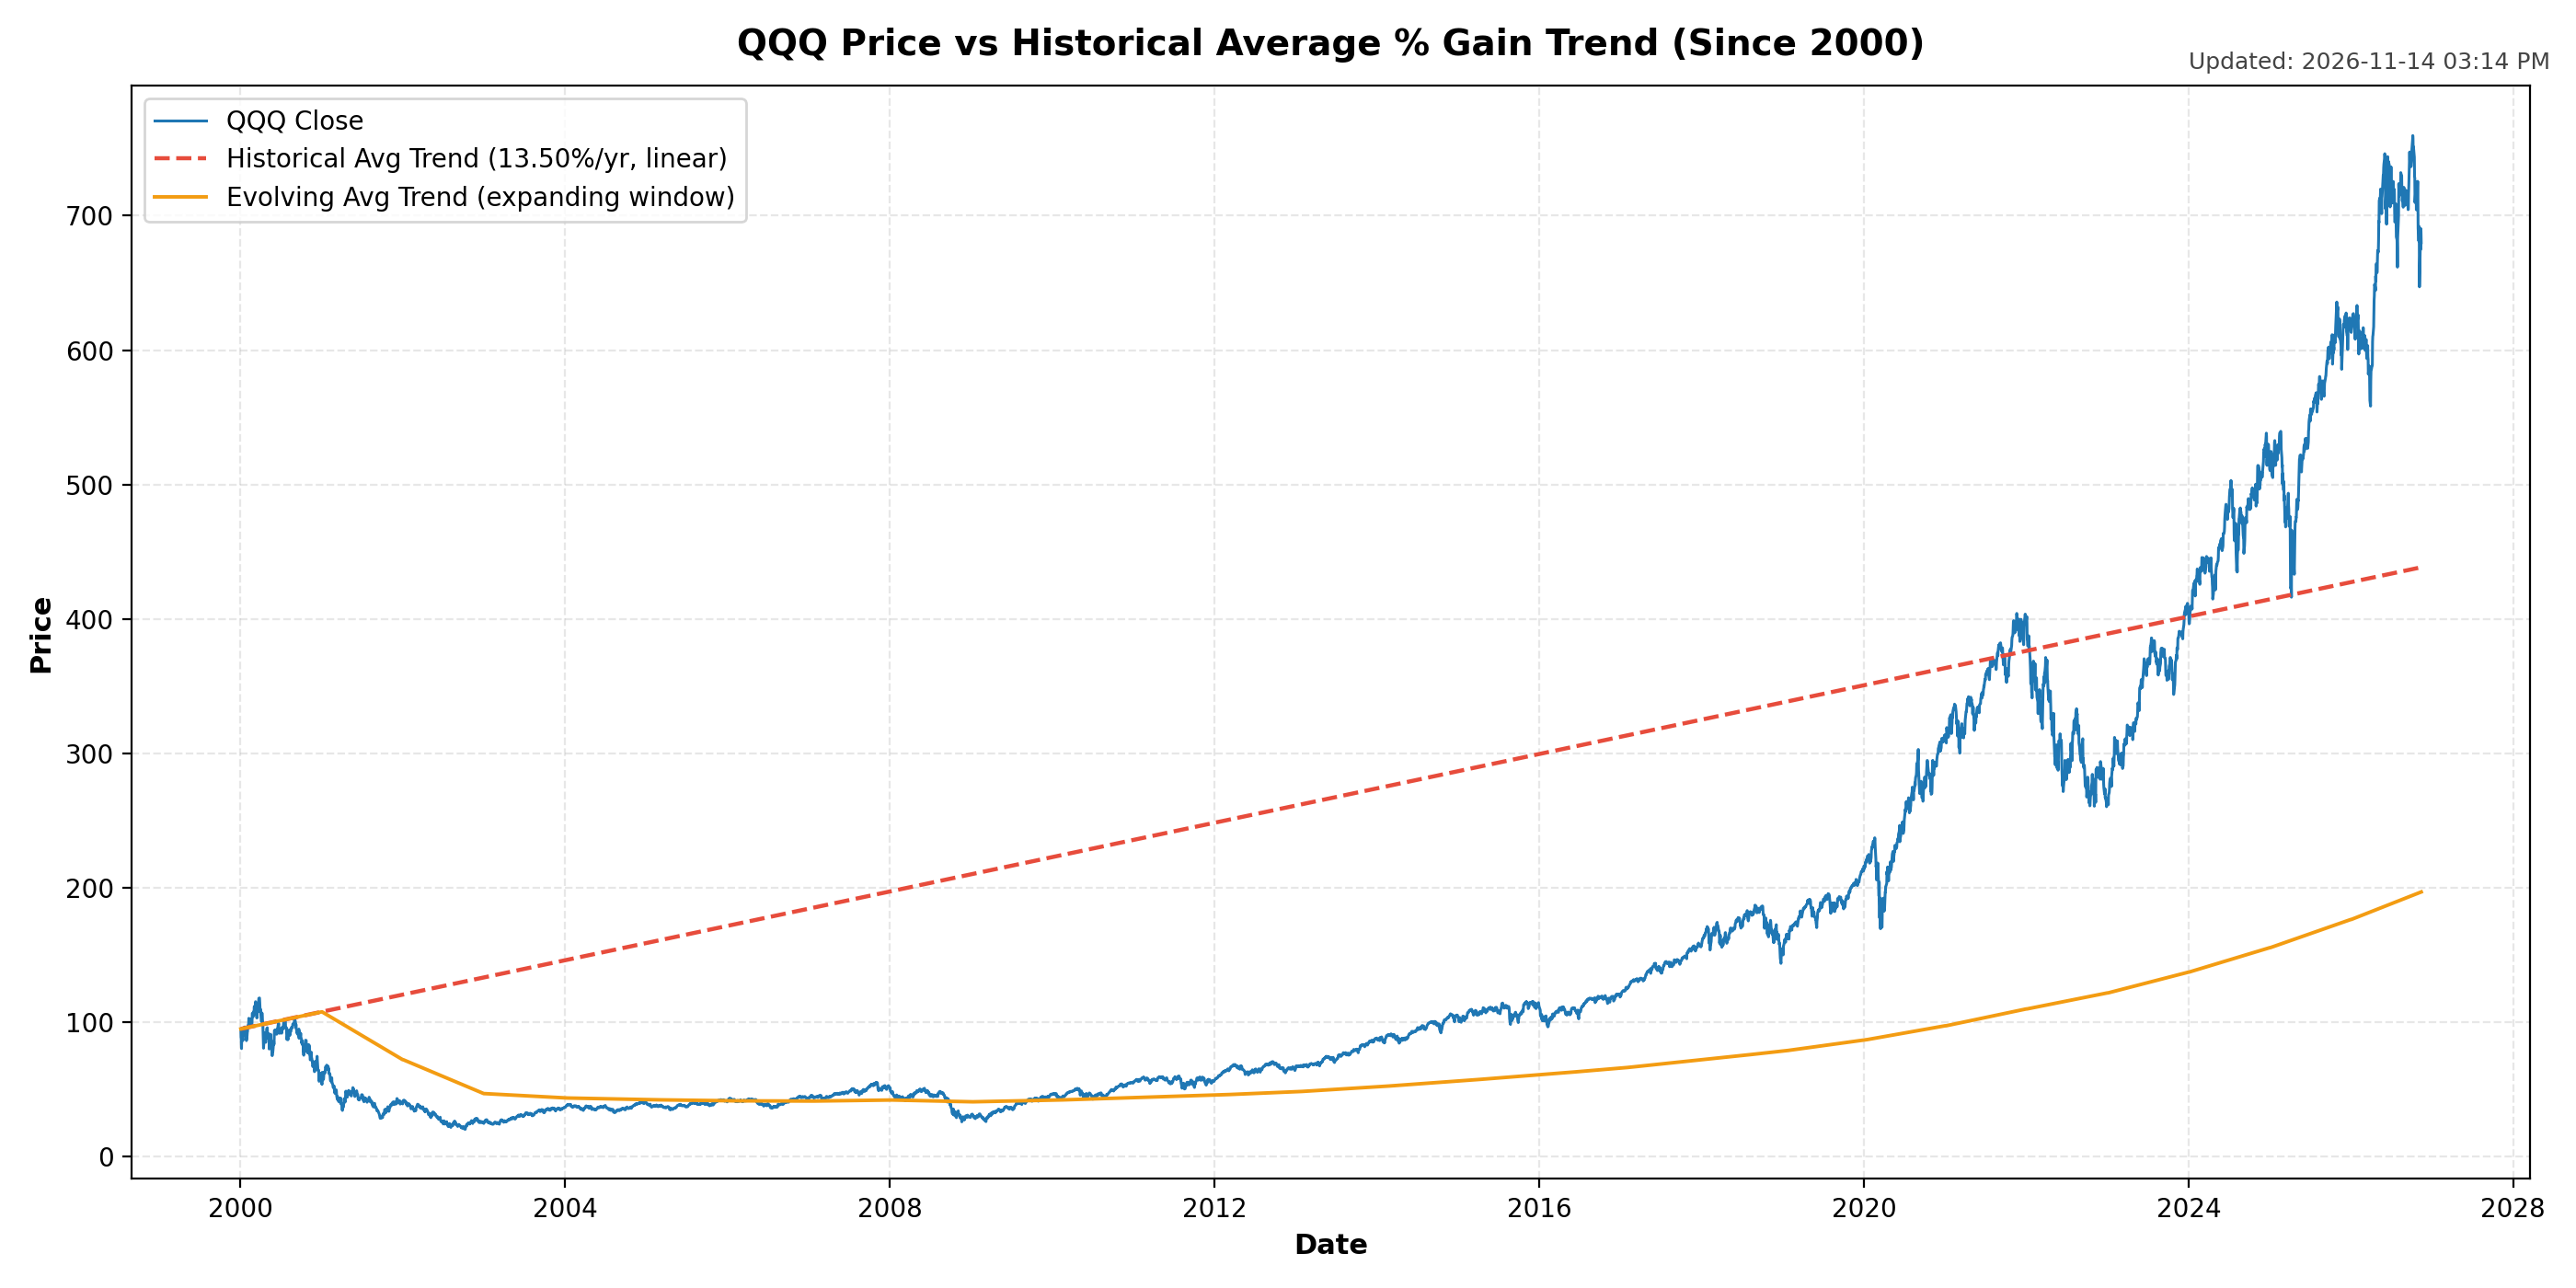 QQQ Price vs Historical Average % Gain Trend (Since 2000)
Updated: 2026-11-14 03:14 PM
QQQ Close
Historical Avg Trend (13.50%/yr, linear)
Evolving Avg Trend (expanding window)
Price
700
600
500
400
300
200
100
0
2000 2004 2008 2012 2016 2020 2024 2028
Date